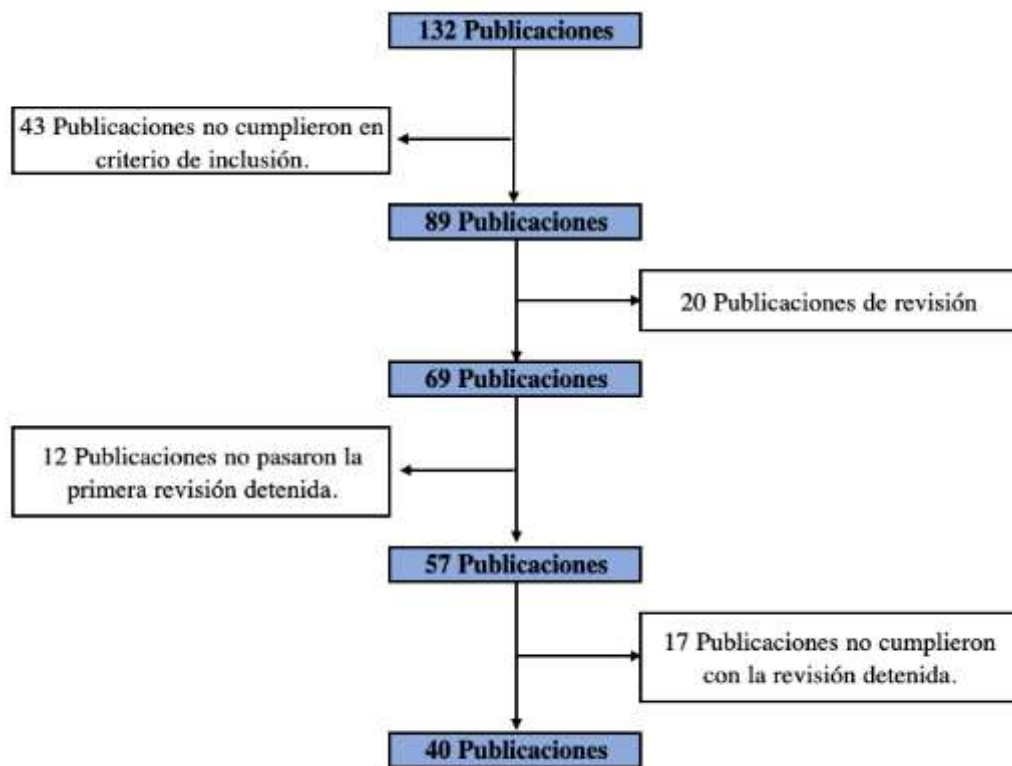 132 Publicaciones
43 Publicaciones no cumplieron en
criterio de inclusión.
89 Publicaciones
20 Publicaciones de revisión
69 Publicaciones
12 Publicaciones no pasaron la
primera revisión detenida.
57 Publicaciones
17 Publicaciones no cumplieron
con la revisión detenida.
40 Publicaciones